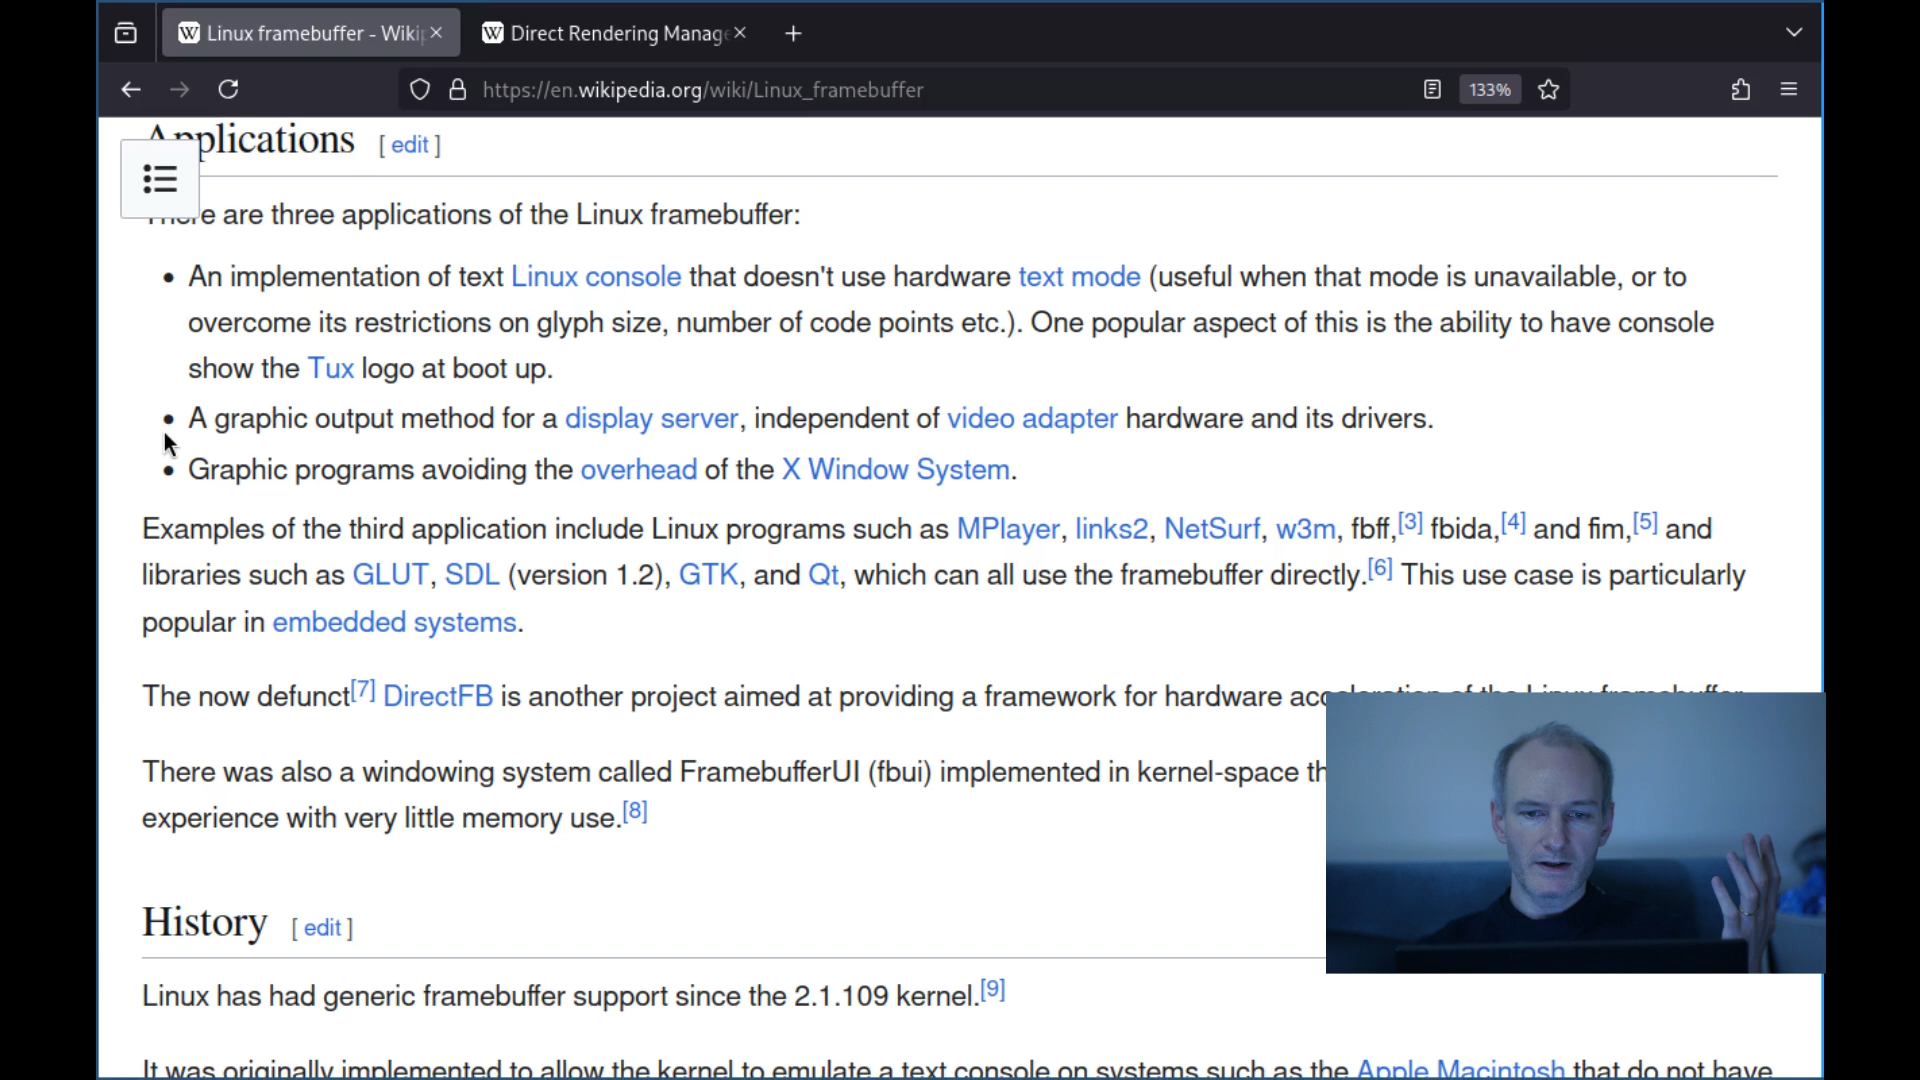 Linux framebuffer - Wiki
Direct Rendering Manag
https://en.wikipedia.org/wiki/Linux_framebuffer
133%
Applications [ edit ]
There are three applications of the Linux framebuffer:
• An implementation of text Linux console that doesn't use hardware text mode (useful when that mode is unavailable, or to
overcome its restrictions on glyph size, number of code points etc.). One popular aspect of this is the ability to have console
show the Tux logo at boot up.
• A graphic output method for a display server, independent of video adapter hardware and its drivers.
• Graphic programs avoiding the overhead of the X Window System.
Examples of the third application include Linux programs such as MPlayer, links2, NetSurf, w3m, fbff,[3] fbida,[4] and fim,[5] and
libraries such as GLUT, SDL (version 1.2), GTK, and Qt, which can all use the framebuffer directly.[6] This use case is particularly
popular in embedded systems.
The now defunct[7] DirectFB is another project aimed at providing a framework for hardware acceleration of the Linux framebuffer
There was also a windowing system called FramebufferUI (fbui) implemented in kernel-space
experience with very little memory use.[8]
History [ edit ]
Linux has had generic framebuffer support since the 2.1.109 kernel.[9]
It was originally implemented to allow the kernel to emulate a text console on systems such as the Apple Macintosh that do not have